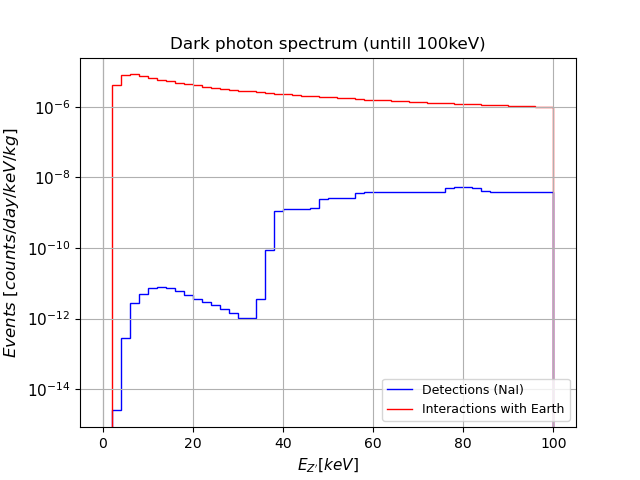 Dark photon spectrum (untill 100keV)
Events [counts/day/keV/kg]
10⁻⁶
10⁻⁸
10⁻¹⁰
10⁻¹²
10⁻¹⁴
0 20 40 60 80 100
E_{Z'}[keV]
Detections (NaI)
Interactions with Earth